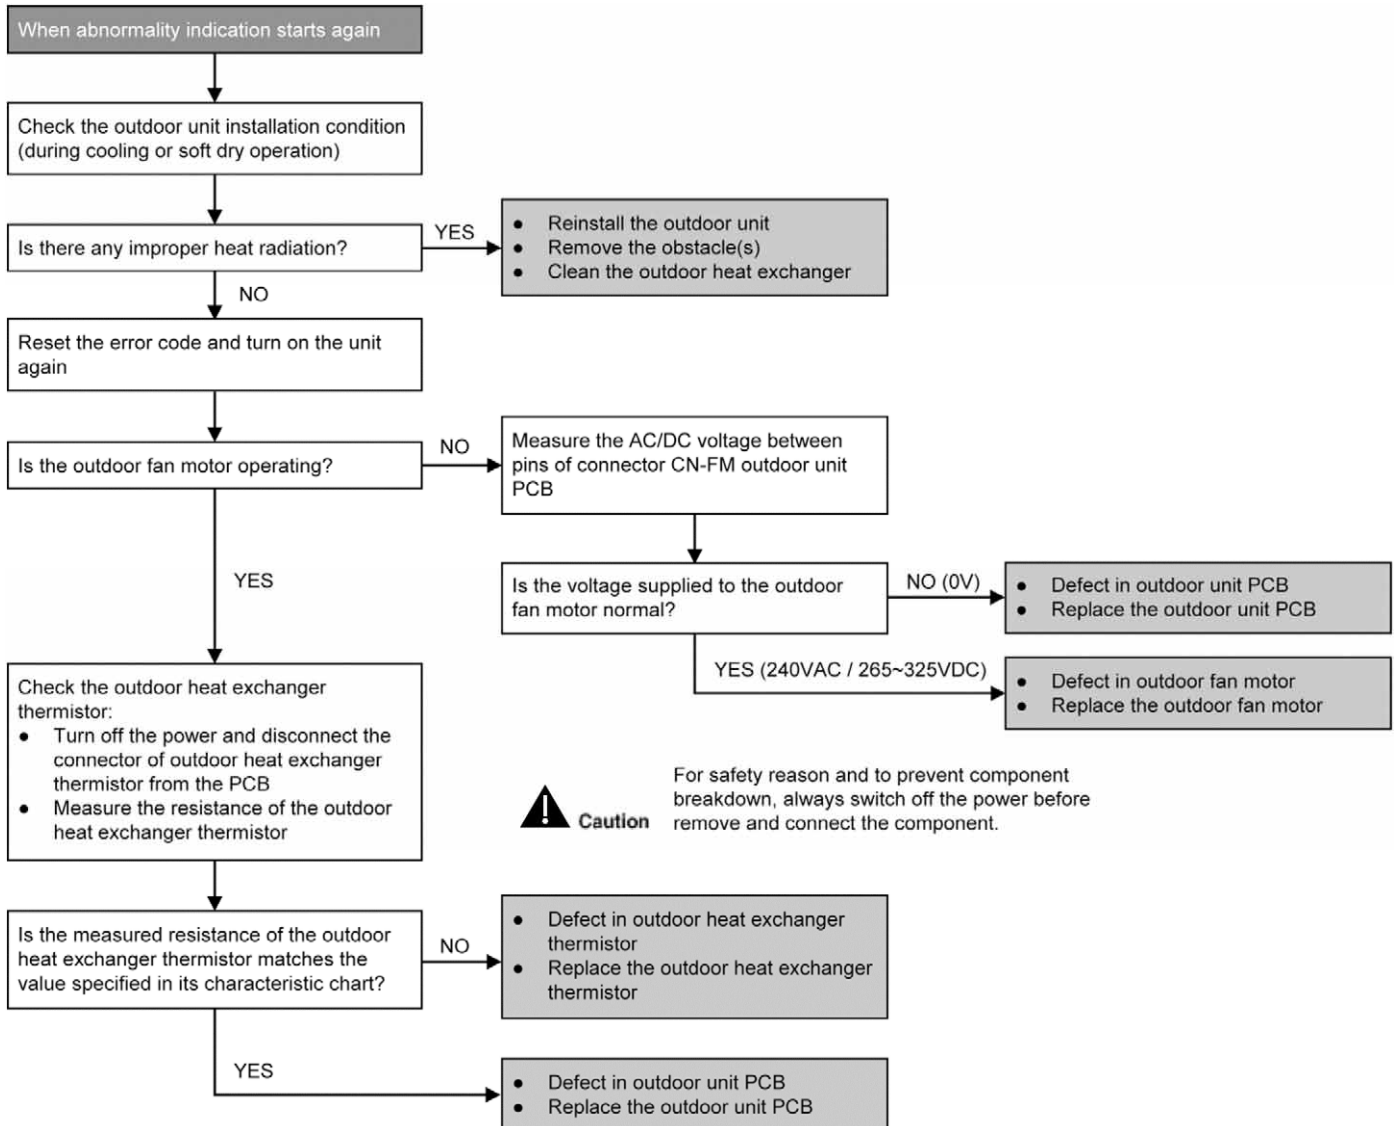 When abnormality indication starts again
Check the outdoor unit installation condition
(during cooling or soft dry operation)
Is there any improper heat radiation?
YES
● Reinstall the outdoor unit
● Remove the obstacle(s)
● Clean the outdoor heat exchanger
NO
Reset the error code and turn on the unit
again
Is the outdoor fan motor operating?
NO
Measure the AC/DC voltage between
pins of connector CN-FM outdoor unit
PCB
YES
Is the voltage supplied to the outdoor
fan motor normal?
NO (0V)
● Defect in outdoor unit PCB
● Replace the outdoor unit PCB
YES (240VAC / 265~325VDC)
● Defect in outdoor fan motor
● Replace the outdoor fan motor
Check the outdoor heat exchanger
thermistor:
● Turn off the power and disconnect the
connector of outdoor heat exchanger
thermistor from the PCB
● Measure the resistance of the outdoor
heat exchanger thermistor
Caution
For safety reason and to prevent component
breakdown, always switch off the power before
remove and connect the component.
Is the measured resistance of the outdoor
heat exchanger thermistor matches the
value specified in its characteristic chart?
NO
● Defect in outdoor heat exchanger
thermistor
● Replace the outdoor heat exchanger
thermistor
YES
● Defect in outdoor unit PCB
● Replace the outdoor unit PCB